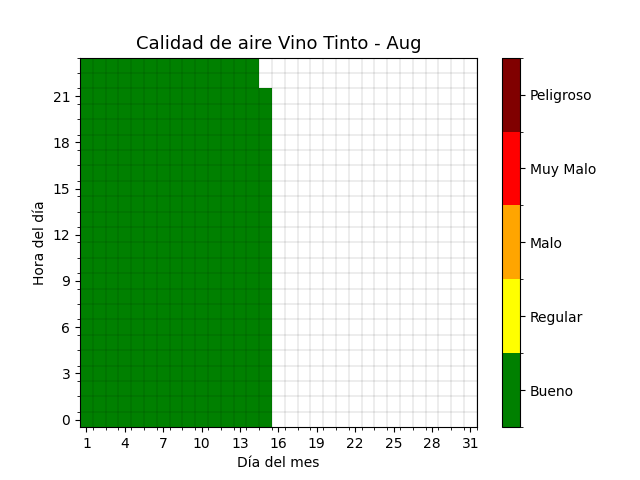 Calidad de aire Vino Tinto - Aug
Hora del día
21
18
15
12
9
6
3
0
1 4 7 10 13 16 19 22 25 28 31
Día del mes
Peligroso
Muy Malo
Malo
Regular
Bueno